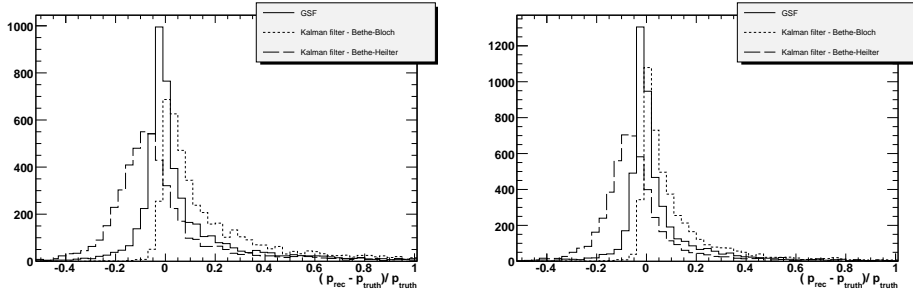 GSF
Kalman filter - Bethe-Bloch
Kalman filter - Bethe-Heitler
1000
800
600
400
200
0
-0.4 -0.2 0 0.2 0.4 0.6 0.8 1
( p_rec - p_truth )/ p_truth
GSF
Kalman filter - Bethe-Bloch
Kalman filter - Bethe-Heitler
1200
1000
800
600
400
200
0
-0.4 -0.2 0 0.2 0.4 0.6 0.8 1
( p_rec - p_truth )/ p_truth